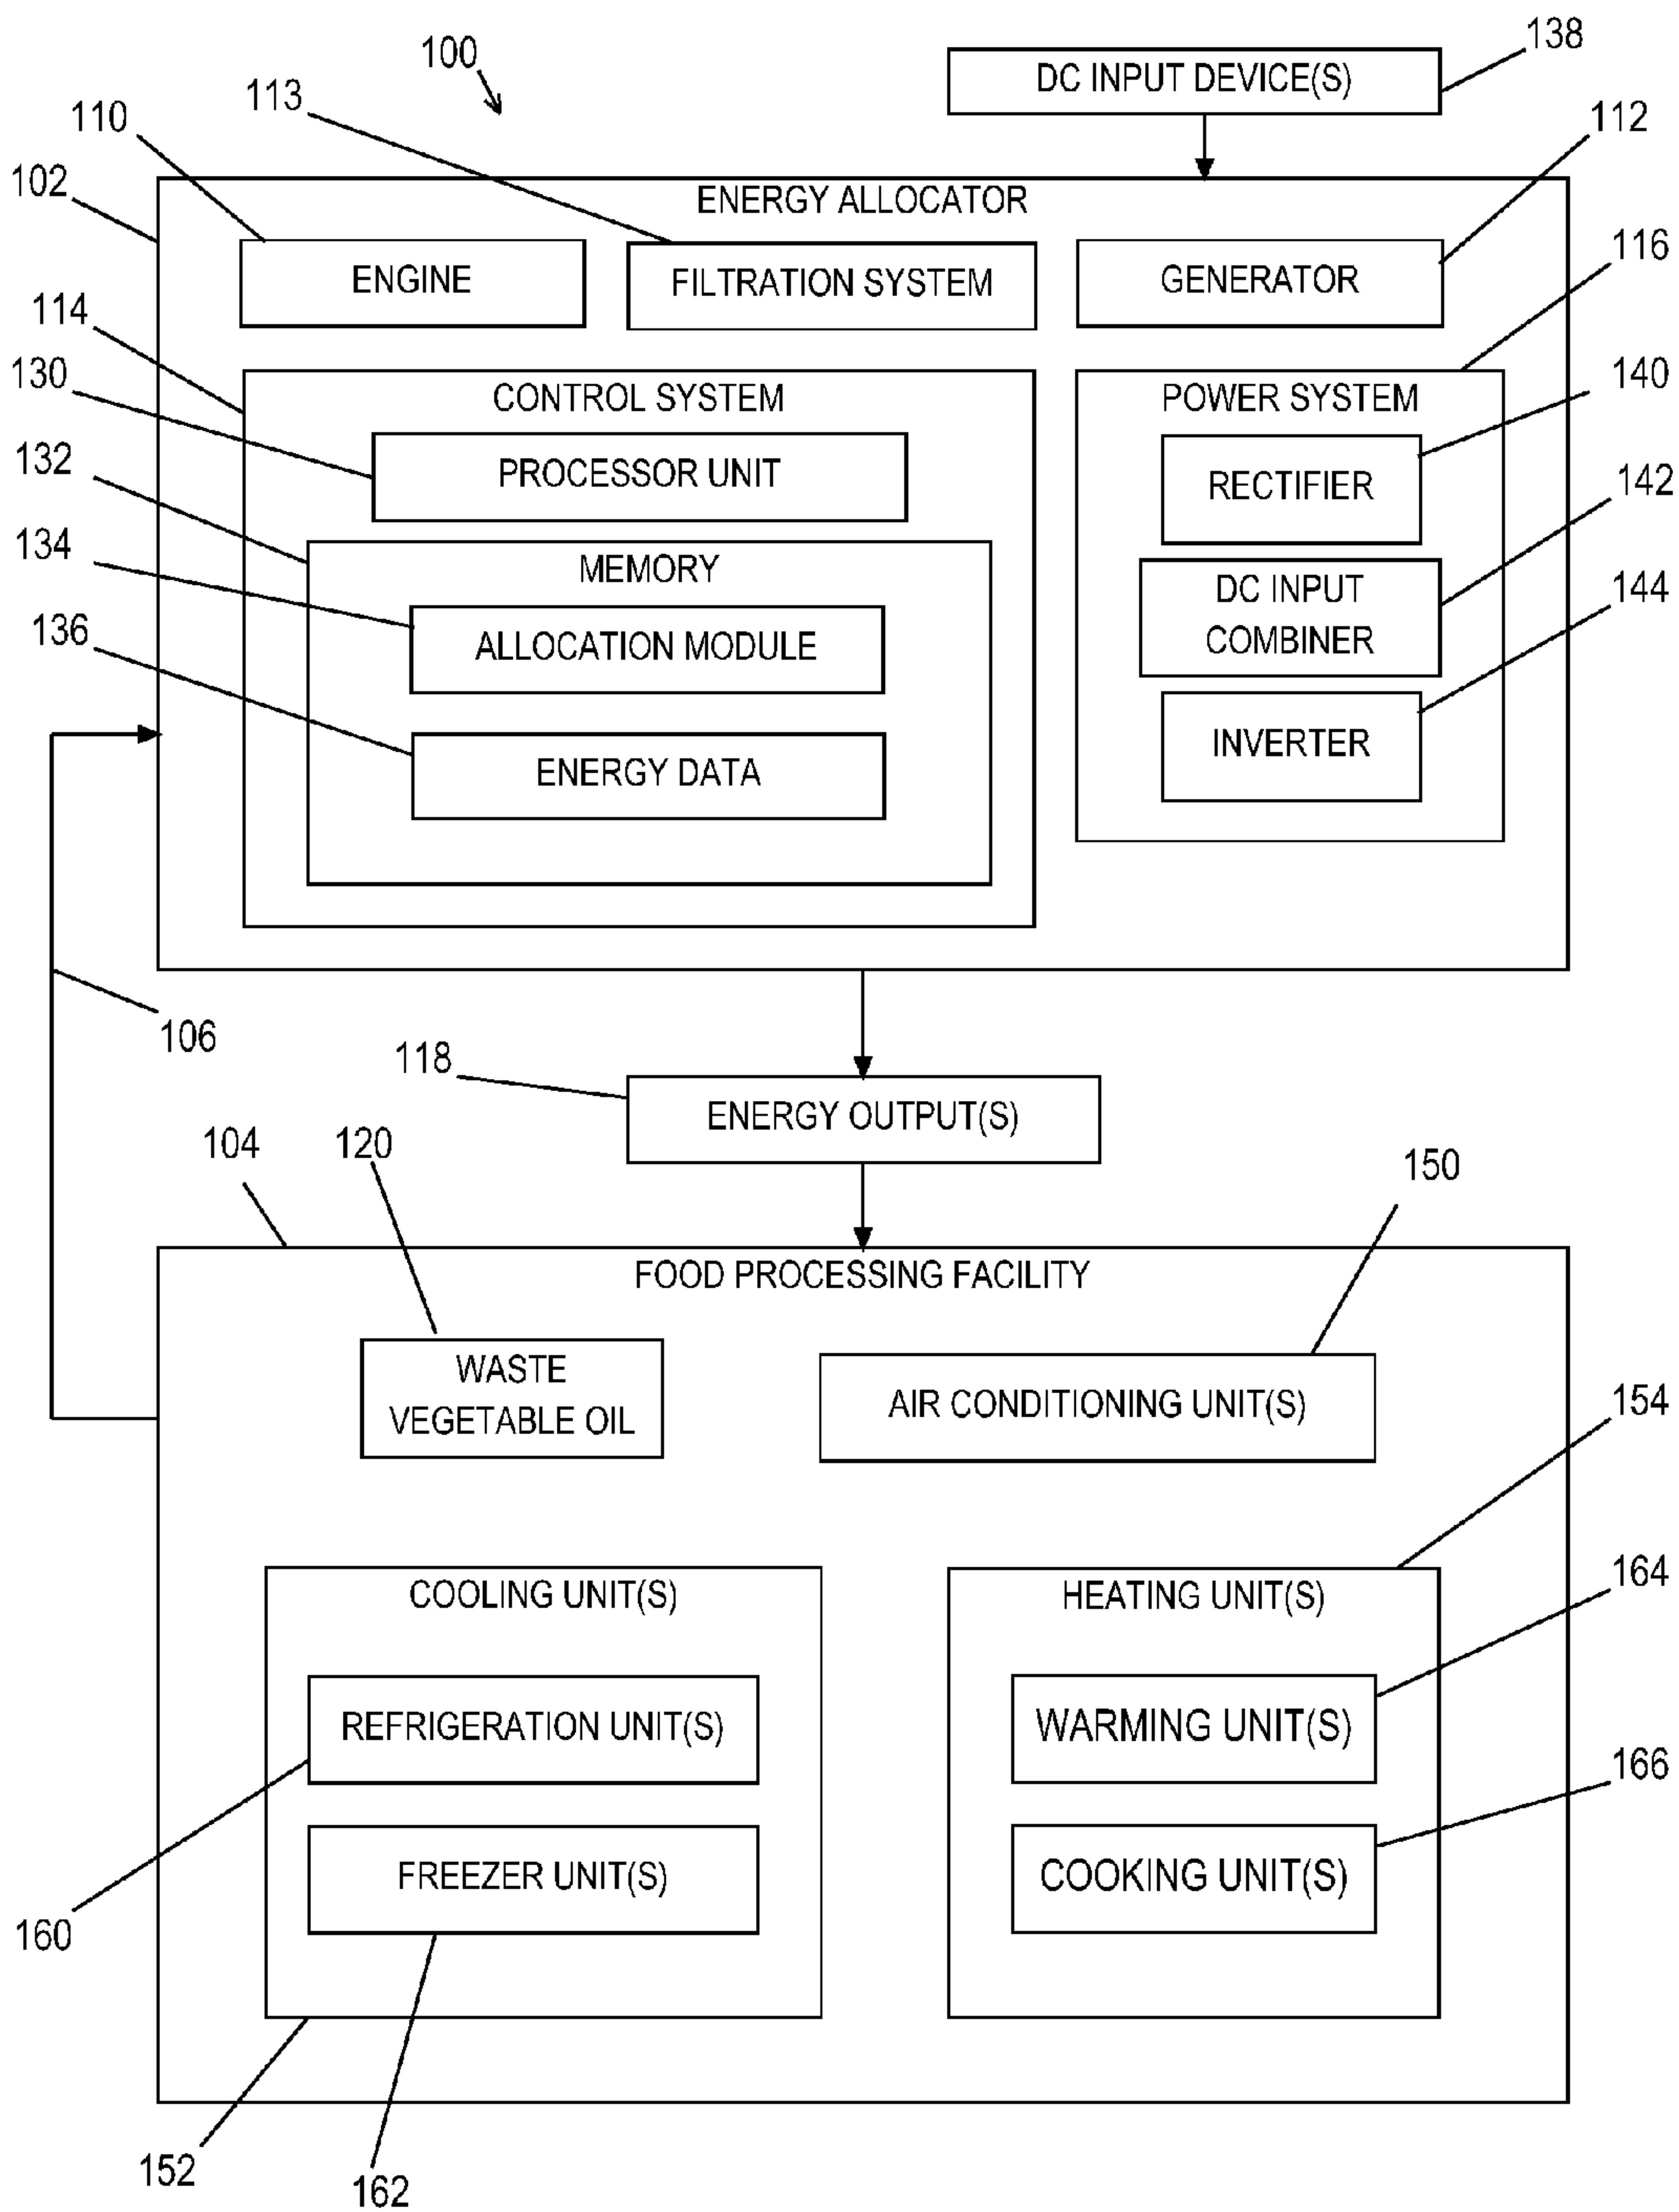 138
100
DC INPUT DEVICE(S)
113
110
112
102
ENERGY ALLOCATOR
116
ENGINE
FILTRATION SYSTEM
GENERATOR
114
130
140
CONTROL SYSTEM
POWER SYSTEM
132
PROCESSOR UNIT
RECTIFIER
142
134
MEMORY
DC INPUT
COMBINER
144
136
ALLOCATION MODULE
INVERTER
ENERGY DATA
106
118
ENERGY OUTPUT(S)
104
120
150
FOOD PROCESSING FACILITY
WASTE
VEGETABLE OIL
AIR CONDITIONING UNIT(S)
154
COOLING UNIT(S)
HEATING UNIT(S)
164
REFRIGERATION UNIT(S)
WARMING UNIT(S)
166
FREEZER UNIT(S)
COOKING UNIT(S)
160
152
162